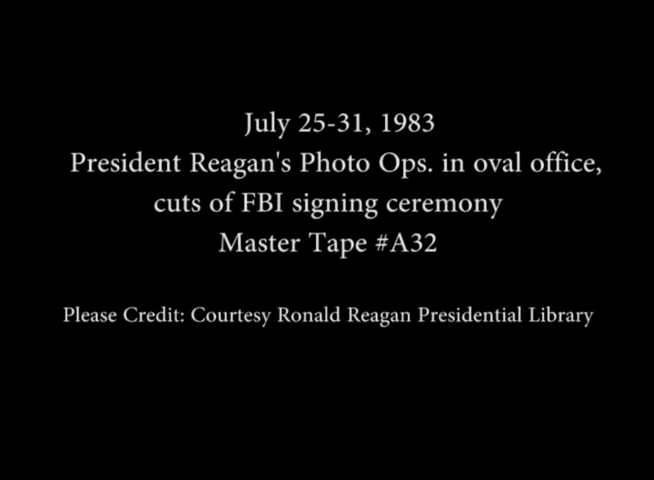 July 25-31, 1983
President Reagan's Photo Ops. in oval office,
cuts of FBI signing ceremony
Master Tape #A32
Please Credit: Courtesy Ronald Reagan Presidential Library